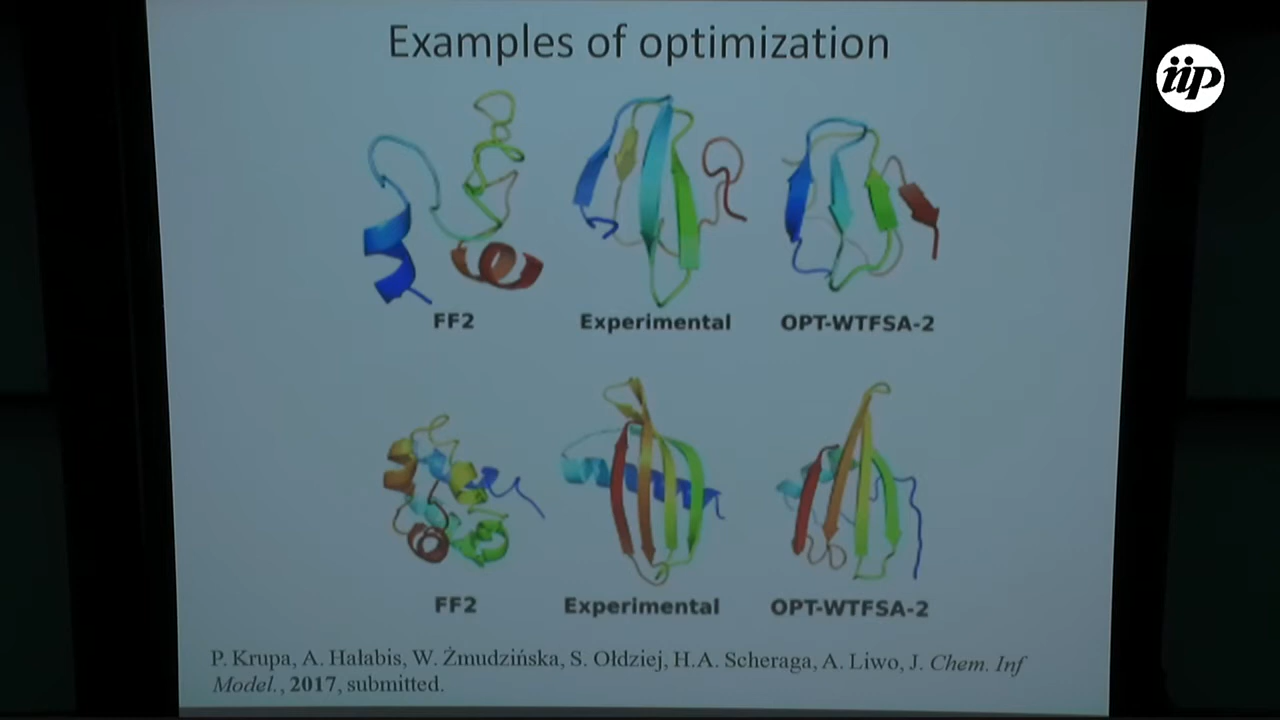 Examples of optimization
iip
FF2
Experimental
OPT-WTFSA-2
FF2
Experimental
OPT-WTFSA-2
P. Krupa, A. Hałabis, W. Żmudzińska, S. Ołdziej, H.A. Scheraga, A. Liwo, J. Chem. Inf
Model., 2017, submitted.